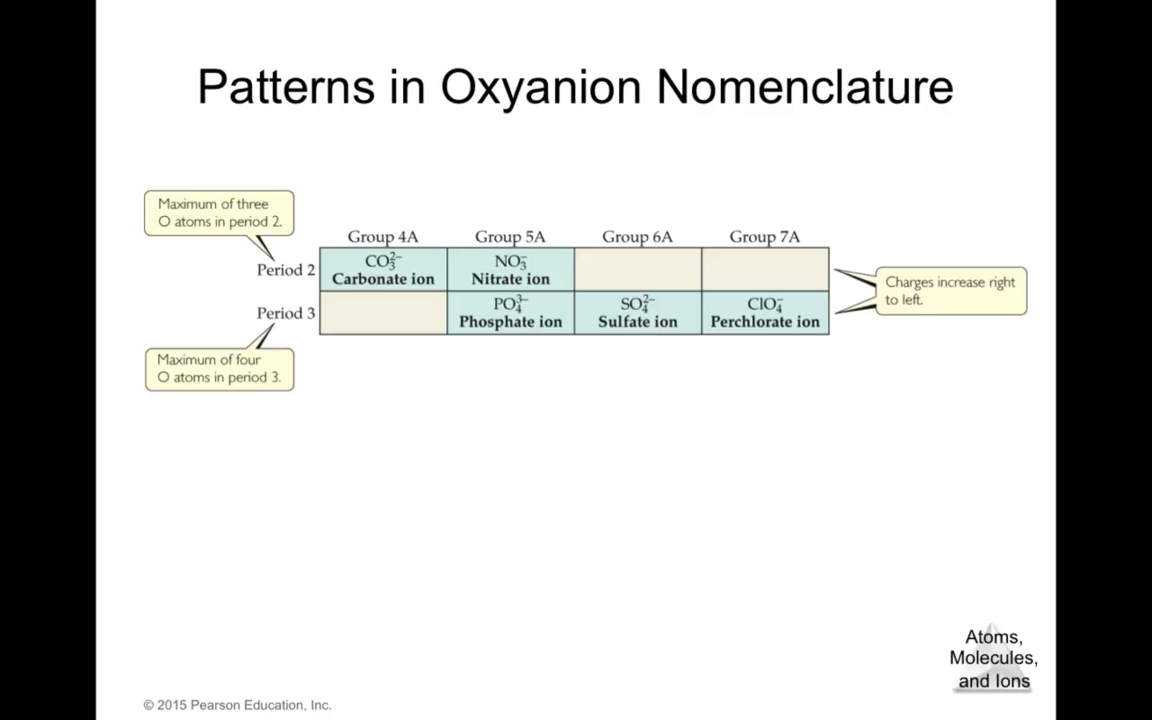 Patterns in Oxyanion Nomenclature
Maximum of three
O atoms in period 2.
Group 4A Group 5A Group 6A Group 7A
Period 2
CO₃²⁻ NO₃⁻
Carbonate ion Nitrate ion
Charges increase right
to left.
Period 3
PO₄³⁻ SO₄²⁻ ClO₄⁻
Phosphate ion Sulfate ion Perchlorate ion
Maximum of four
O atoms in period 3.
Atoms,
Molecules,
and Ions
© 2015 Pearson Education, Inc.